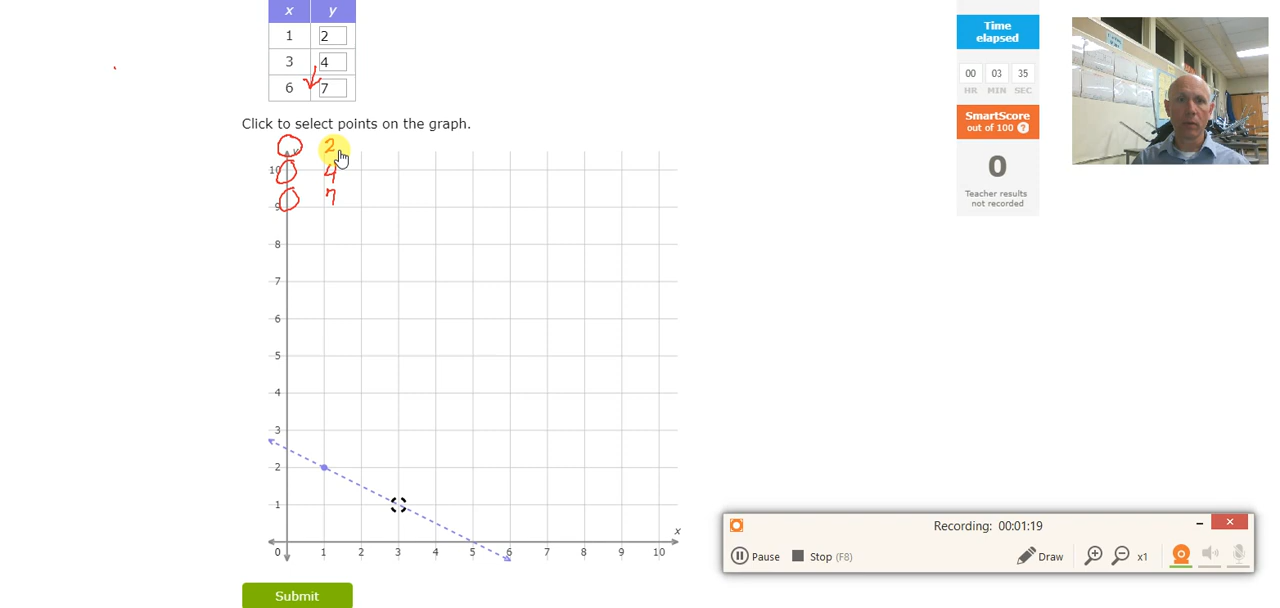 x y
1 2
3 4
6 7
Click to select points on the graph.
2
4
7
y
10
9
8
7
6
5
4
3
2
1
x
0 1 2 3 4 5 6 7 8 9 10
Submit
Time
elapsed
00 03 35
HR MIN SEC
SmartScore
out of 100 ?
0
Teacher results
not recorded
Recording: 00:01:19
Pause Stop (F8) Draw x1